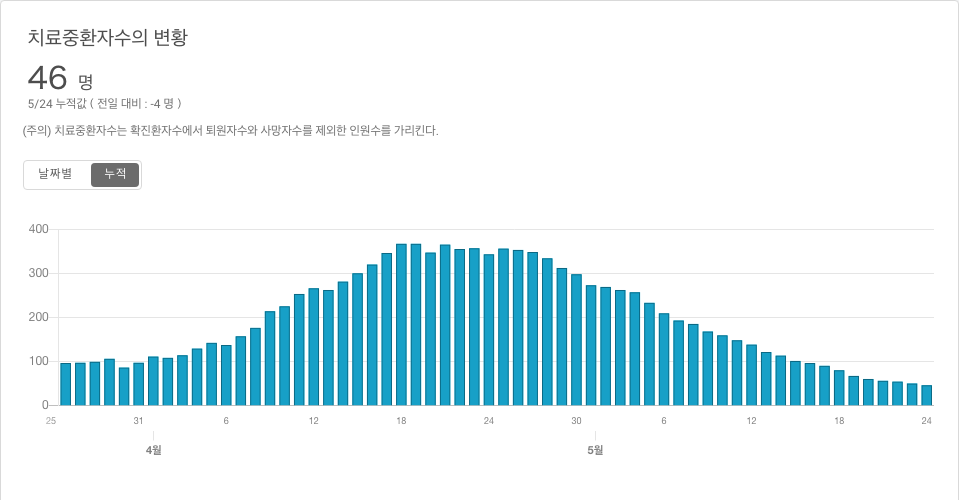 치료중환자수의 변황
46 명
5/24 누적값 ( 전일 대비 : -4 명 )
(주의) 치료중환자수는 확진환자수에서 퇴원자수와 사망자수를 제외한 인원수를 가리킨다.
날짜별 누적
400
300
200
100
0
25 31 6 12 18 24 30 6 12 18 24
4월 5월